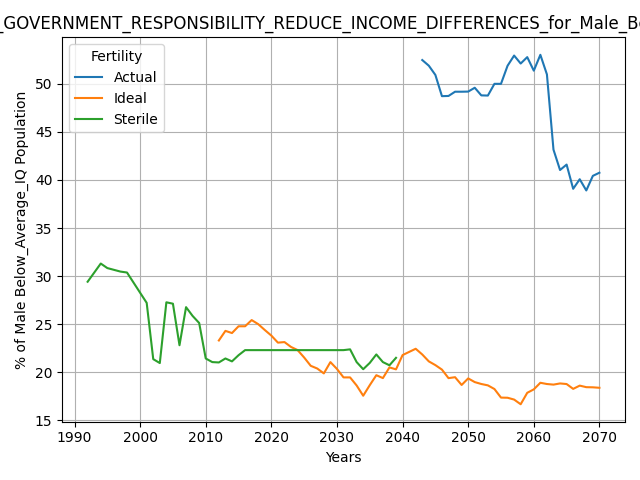 _GOVERNMENT_RESPONSIBILITY_REDUCE_INCOME_DIFFERENCES_for_Male_Be
Fertility
Actual
Ideal
Sterile
% of Male Below_Average_IQ Population
50
45
40
35
30
25
20
15
1990 2000 2010 2020 2030 2040 2050 2060 2070
Years